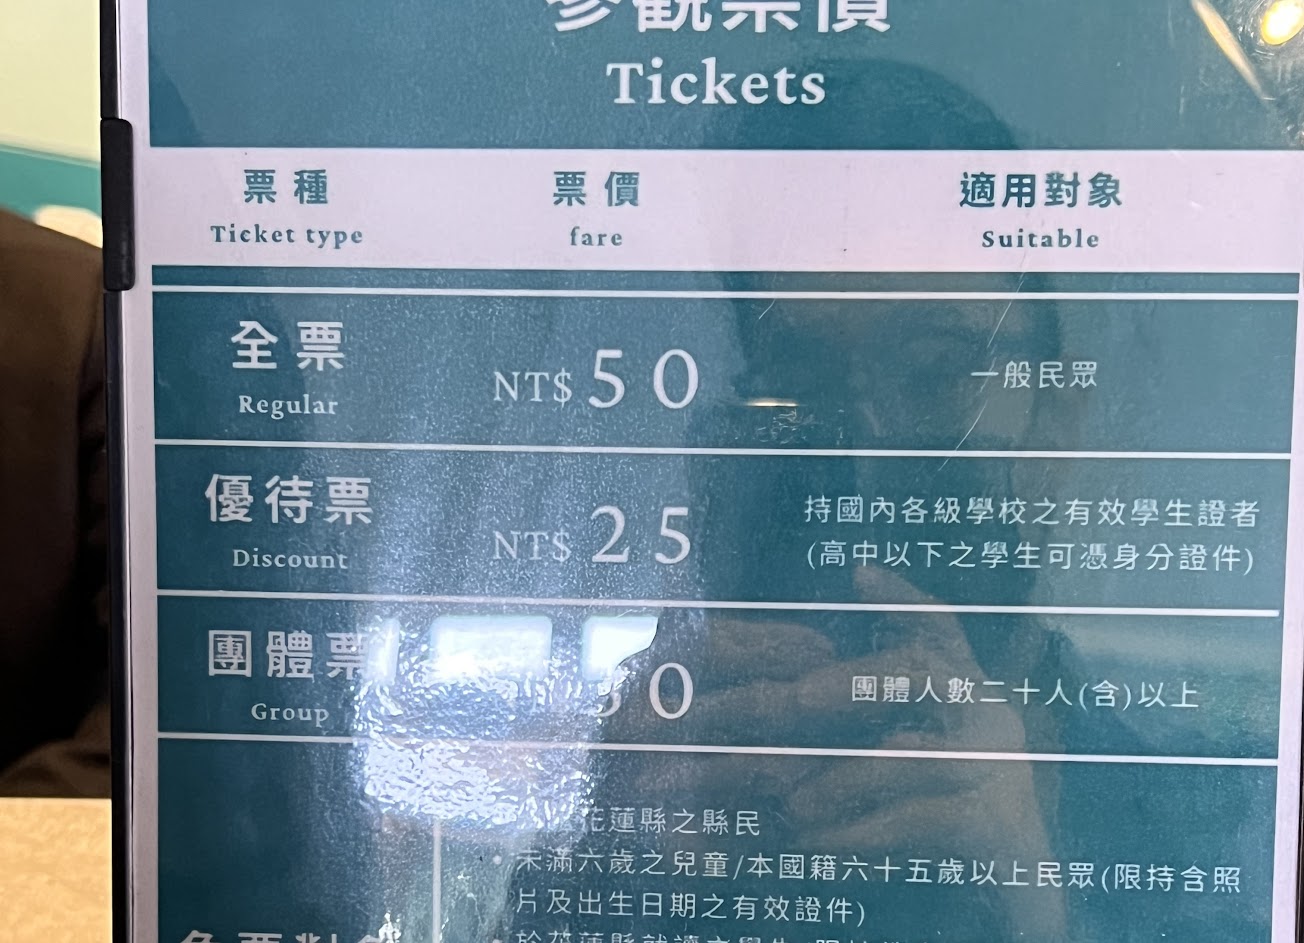 參觀票價
Tickets
票種 票價 適用對象
Ticket type fare Suitable
全票 NT$ 50 一般民眾
Regular
優待票 NT$ 25 持國內各級學校之有效學生證者
Discount (高中以下之學生可憑身分證件)
團體票 0 團體人數二十人(含)以上
Group
花蓮縣之縣民
• 未滿六歲之兒童/本國籍六十五歲以上民眾(限持含照
片及出生日期之有效證件)